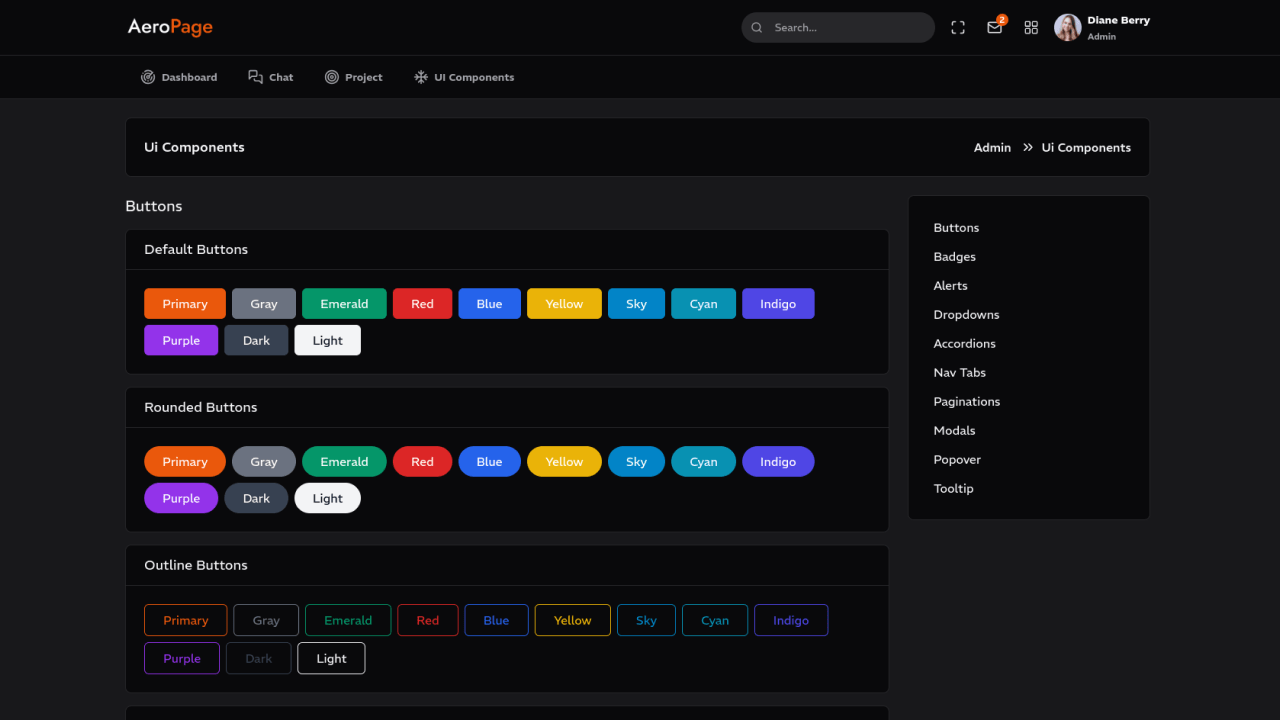 AeroPage
Search...
2
Diane Berry
Admin
Dashboard
Chat
Project
UI Components
Ui Components
Admin
Ui Components
Buttons
Default Buttons
Primary Gray Emerald Red Blue Yellow Sky Cyan Indigo
Purple Dark Light
Rounded Buttons
Primary Gray Emerald Red Blue Yellow Sky Cyan Indigo
Purple Dark Light
Outline Buttons
Primary Gray Emerald Red Blue Yellow Sky Cyan Indigo
Purple Dark Light
Buttons
Badges
Alerts
Dropdowns
Accordions
Nav Tabs
Paginations
Modals
Popover
Tooltip